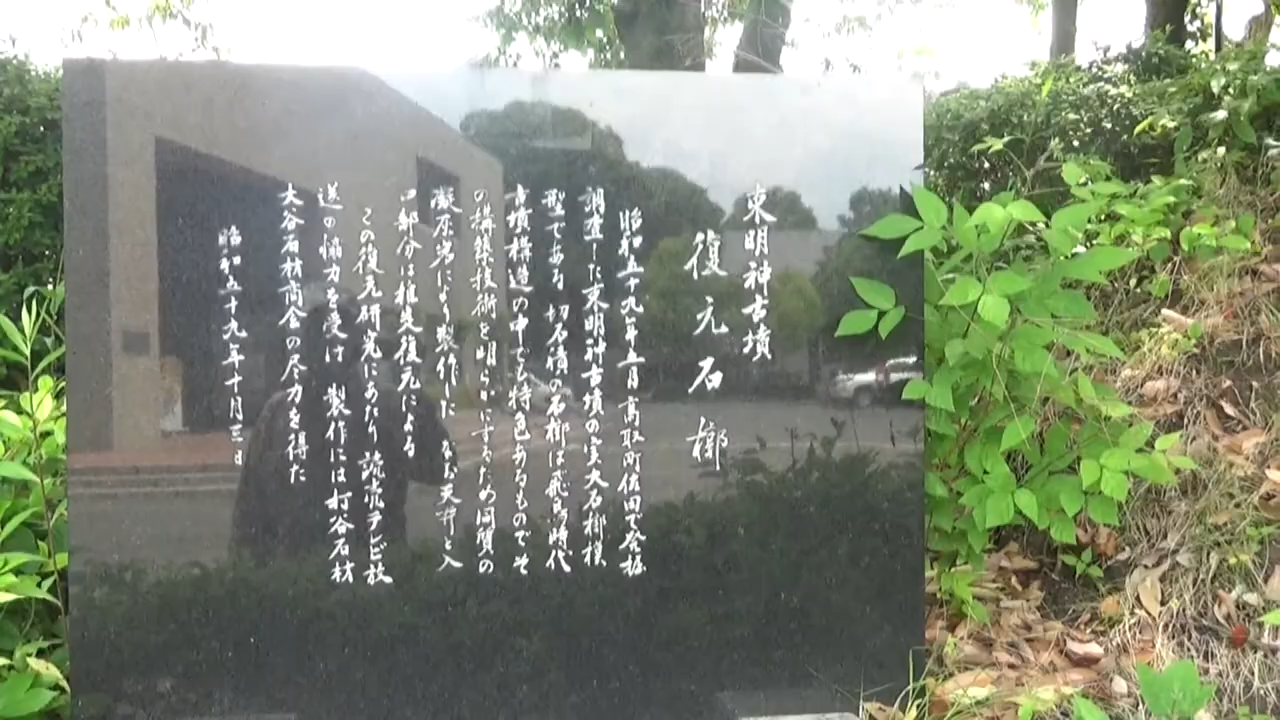 東明神古墳
復元石槨
昭和五十九年五月高取町佐田で発掘
調査した東明神古墳の実大石槨模
型である 切石積の石槨は飛鳥時代
古墳構造の中でも特色あるものでそ
の構築技術を明らかにするため同質の
凝灰岩により製作した なお天井と入
口部分は推定復元による
この復元研究にあたり 読売テビ放
送の協力を受け 製作には打谷石材
大谷石材商会の尽力を得た
昭和五十九年十月三日